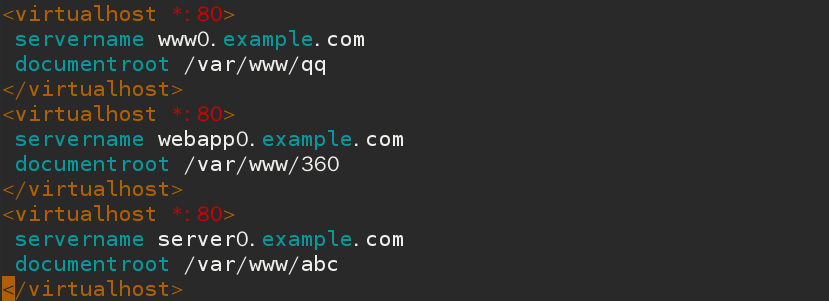 <virtualhost *:80>
servername www0.example.com
documentroot /var/www/qq
</virtualhost>
<virtualhost *:80>
servername webapp0.example.com
documentroot /var/www/360
</virtualhost>
<virtualhost *:80>
servername server0.example.com
documentroot /var/www/abc
</virtualhost>